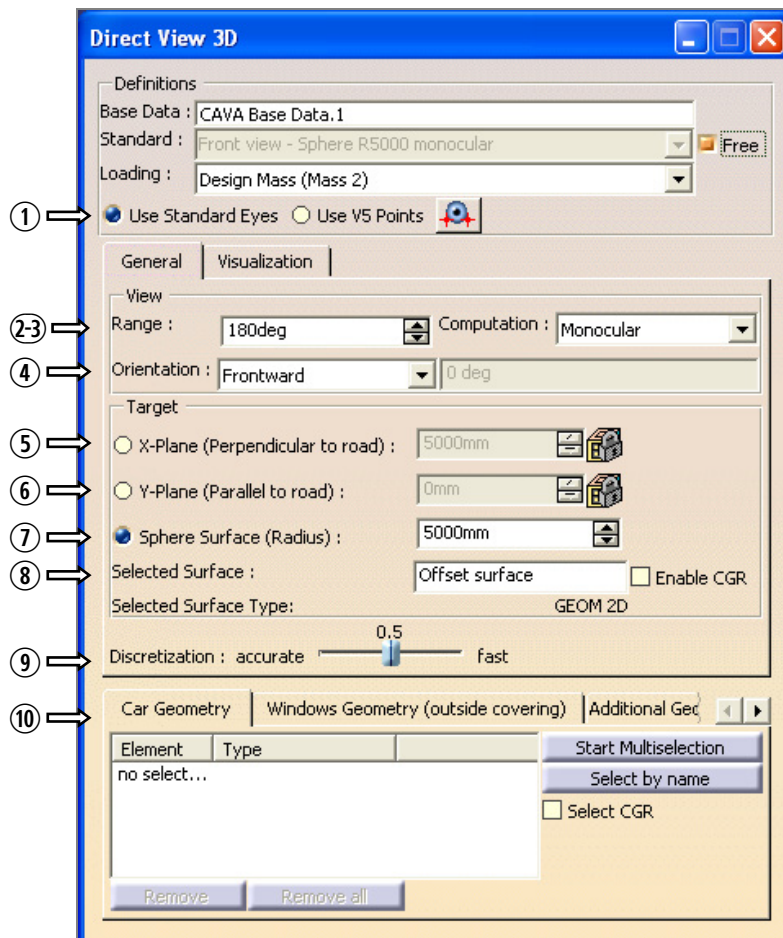 Direct View 3D
Definitions
Base Data : CAVA Base Data.1
Standard : Front view - Sphere R5000 monocular Free
Loading : Design Mass (Mass 2)
① Use Standard Eyes Use V5 Points
General Visualization
View
②-③ Range : 180deg Computation : Monocular
④ Orientation : Frontward 0 deg
Target
⑤ X-Plane (Perpendicular to road) : 5000mm
⑥ Y-Plane (Parallel to road) : 0mm
⑦ Sphere Surface (Radius) : 5000mm
⑧ Selected Surface : Offset surface Enable CGR
Selected Surface Type: GEOM 2D
0.5
⑨ Discretization : accurate fast
⑩ Car Geometry Windows Geometry (outside covering) Additional Geo
Element Type Start Multiselection
no select... Select by name
Select CGR
Remove Remove all